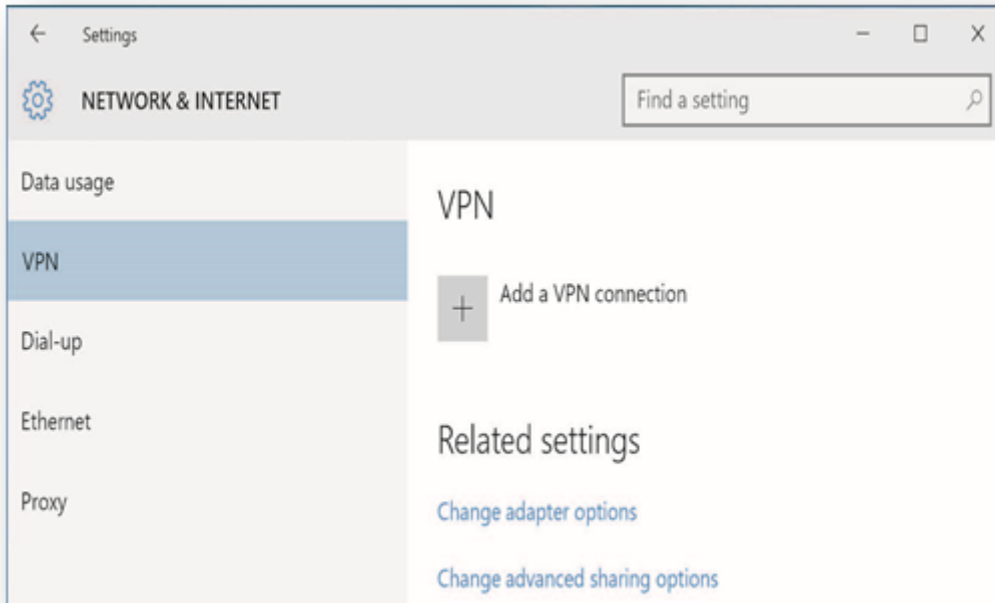 Settings
NETWORK & INTERNET
Find a setting
Data usage
VPN
Dial-up
Ethernet
Proxy
VPN
Add a VPN connection
Related settings
Change adapter options
Change advanced sharing options